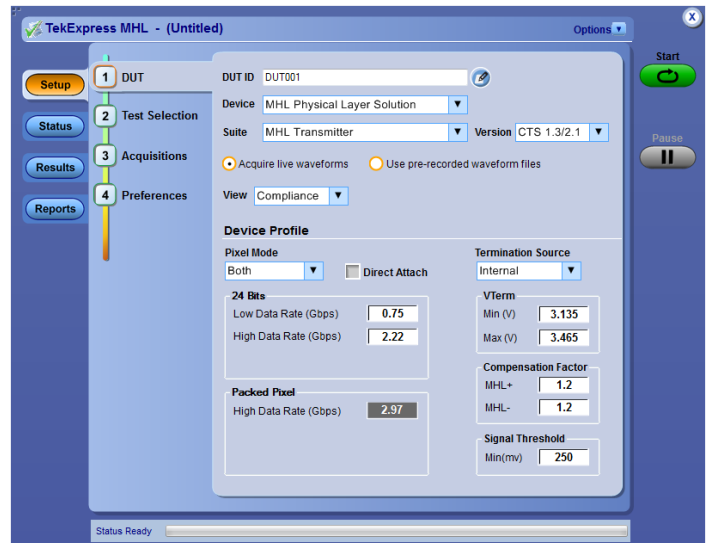 TekExpress MHL - (Untitled)
Options
x
Start
Setup
1 DUT
DUT ID DUT001
Device MHL Physical Layer Solution
Status
2 Test Selection
Suite MHL Transmitter Version CTS 1.3/2.1
Pause
Results
3 Acquisitions
Acquire live waveforms Use pre-recorded waveform files
Reports
4 Preferences
View Compliance
Device Profile
Pixel Mode
Both
Direct Attach
Termination Source
Internal
24 Bits
Low Data Rate (Gbps) 0.75
High Data Rate (Gbps) 2.22
VTerm
Min (V) 3.135
Max (V) 3.465
Packed Pixel
High Data Rate (Gbps) 2.97
Compensation Factor
MHL+ 1.2
MHL- 1.2
Signal Threshold
Min(mv) 250
Status Ready